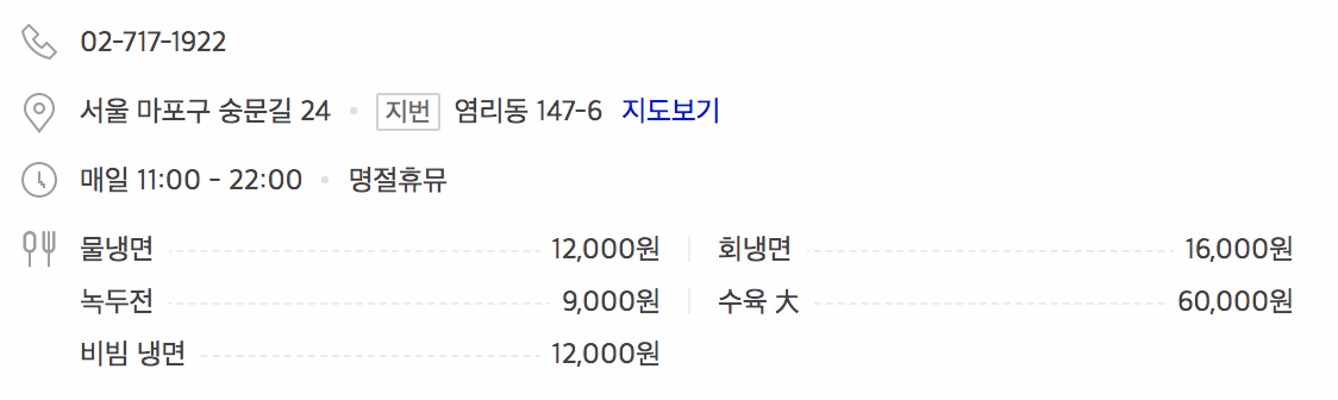 02-717-1922
서울 마포구 숭문길 24 • 지번 염리동 147-6 지도보기
매일 11:00 - 22:00 • 명절휴뮤
물냉면 12,000원 | 회냉면 16,000원
녹두전 9,000원 | 수육 大 60,000원
비빔 냉면 12,000원